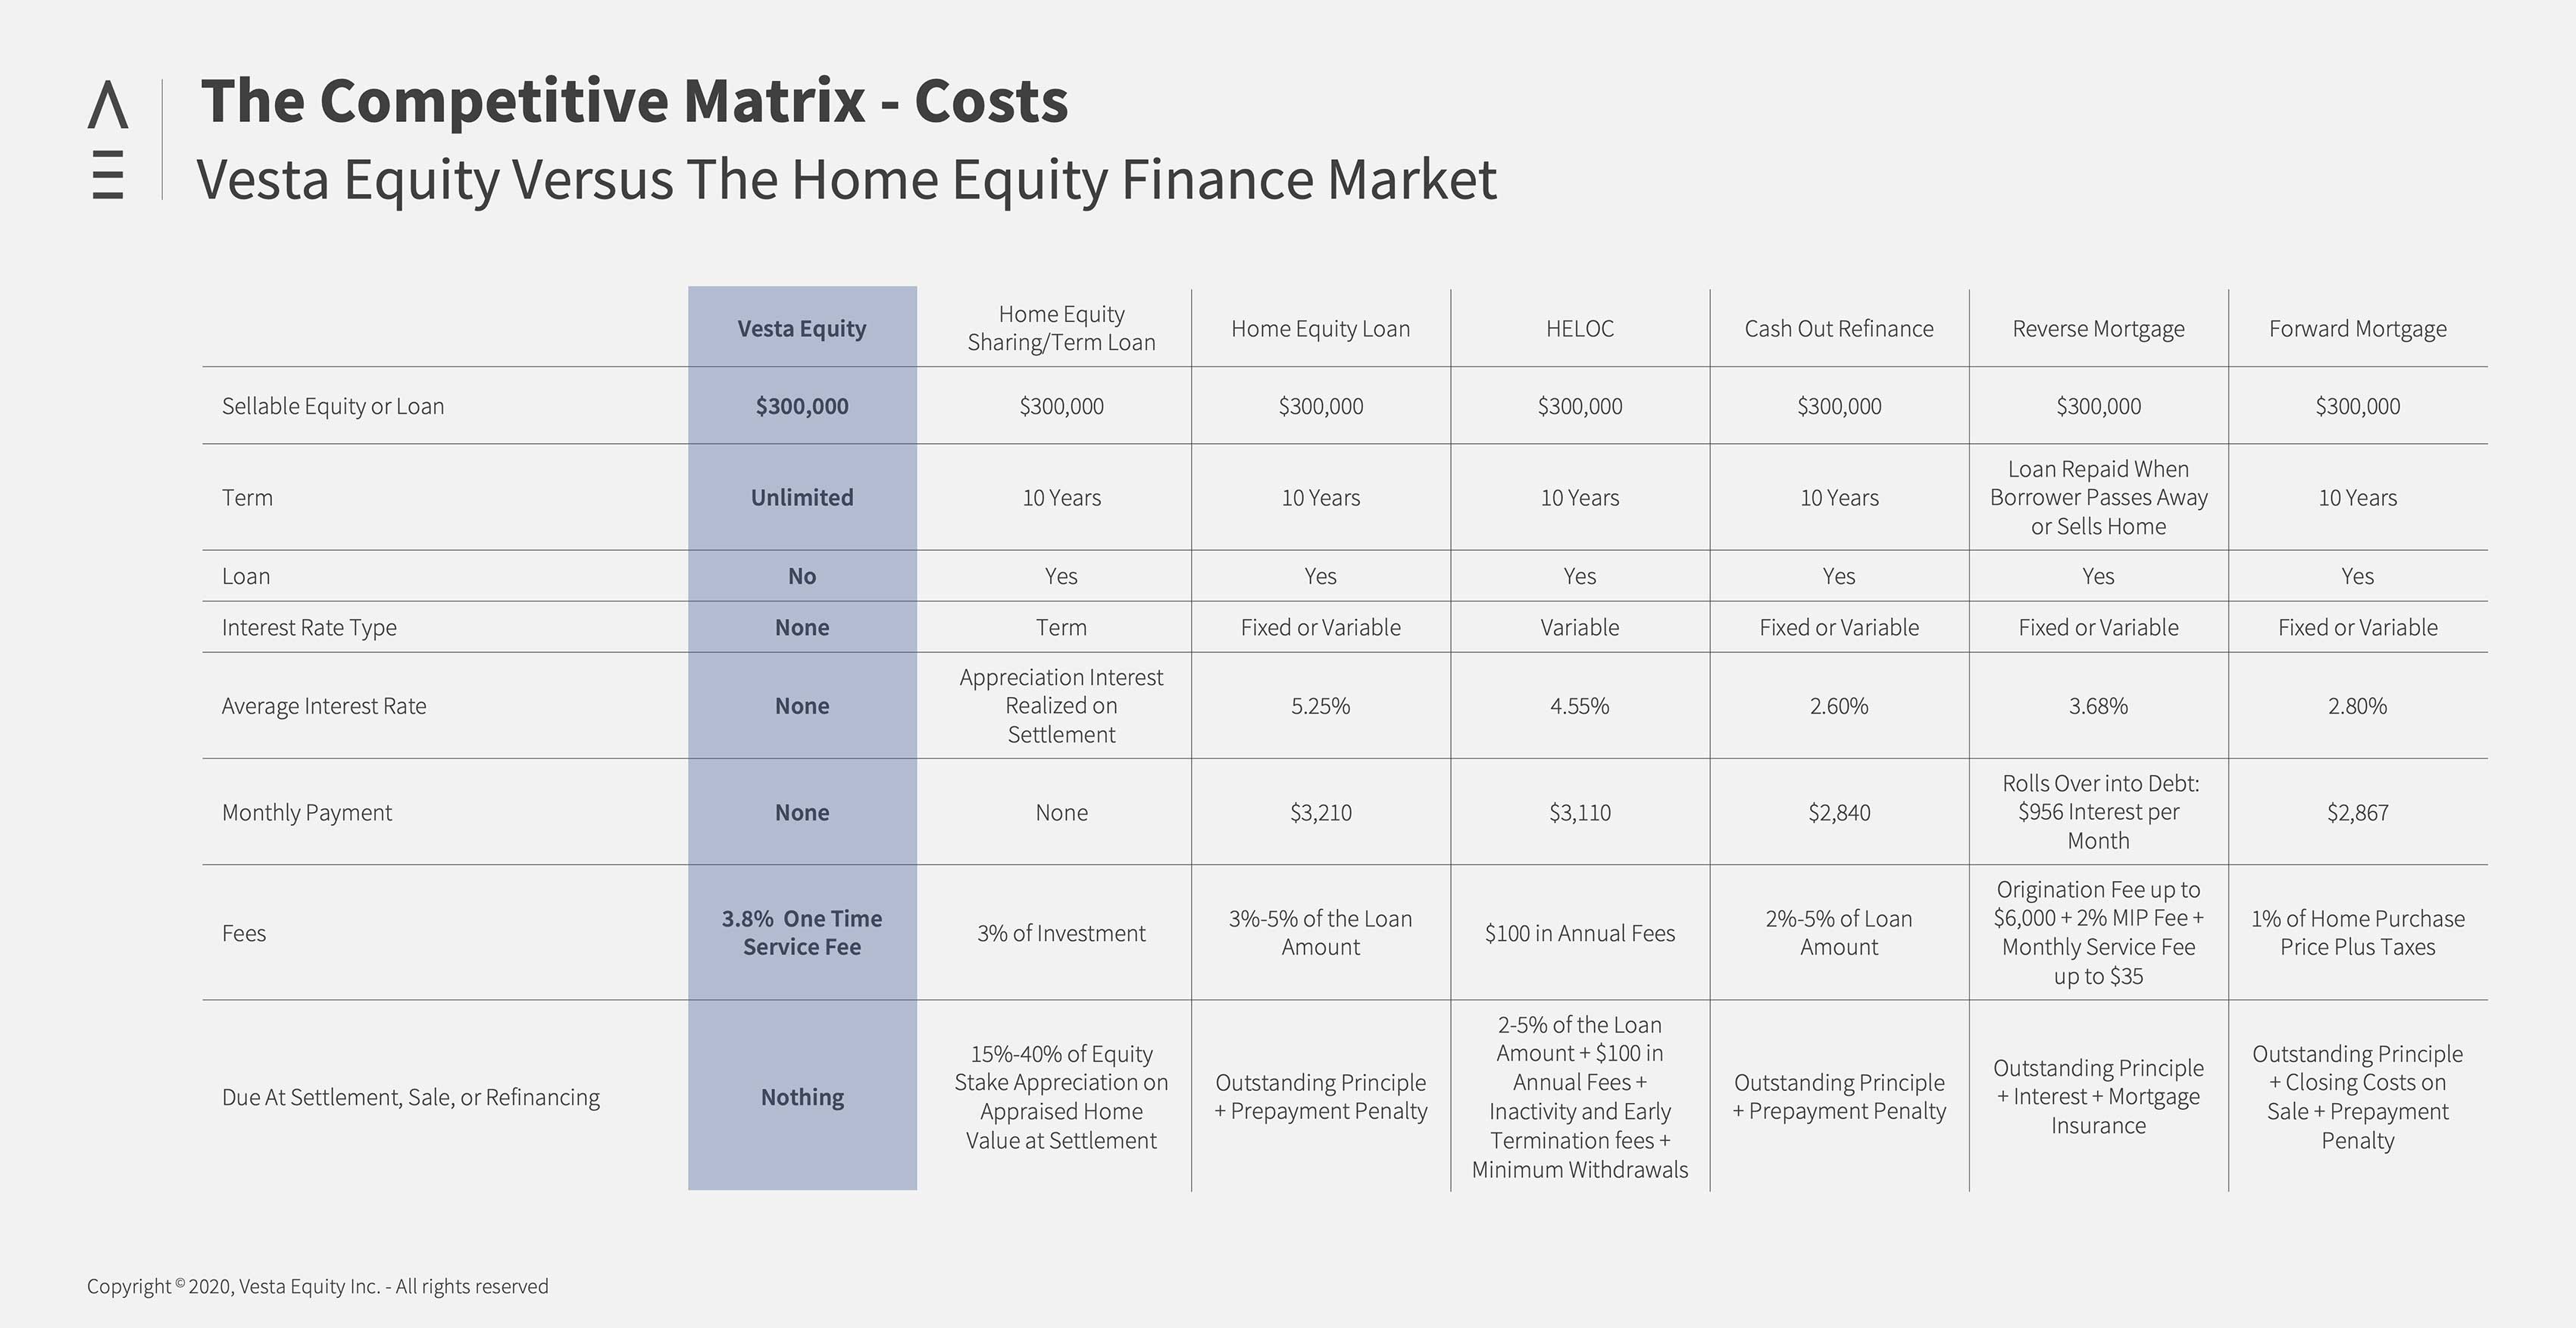 The Competitive Matrix - Costs
Vesta Equity Versus The Home Equity Finance Market
Vesta Equity
Home Equity
Sharing/Term Loan
Home Equity Loan
HELOC
Cash Out Refinance
Reverse Mortgage
Forward Mortgage
Sellable Equity or Loan
$300,000
$300,000
$300,000
$300,000
$300,000
$300,000
$300,000
Term
Unlimited
10 Years
10 Years
10 Years
10 Years
Loan Repaid When
Borrower Passes Away
or Sells Home
10 Years
Loan
No
Yes
Yes
Yes
Yes
Yes
Yes
Interest Rate Type
None
Term
Fixed or Variable
Variable
Fixed or Variable
Fixed or Variable
Fixed or Variable
Average Interest Rate
None
Appreciation Interest
Realized on
Settlement
5.25%
4.55%
2.60%
3.68%
2.80%
Monthly Payment
None
None
$3,210
$3,110
$2,840
Rolls Over into Debt:
$956 Interest per
Month
$2,867
Fees
3.8% One Time
Service Fee
3% of Investment
3%-5% of the Loan
Amount
$100 in Annual Fees
2%-5% of Loan
Amount
Origination Fee up to
$6,000 + 2% MIP Fee +
Monthly Service Fee
up to $35
1% of Home Purchase
Price Plus Taxes
Due At Settlement, Sale, or Refinancing
Nothing
15%-40% of Equity
Stake Appreciation on
Appraised Home
Value at Settlement
Outstanding Principle
+ Prepayment Penalty
2-5% of the Loan
Amount + $100 in
Annual Fees +
Inactivity and Early
Termination fees +
Minimum Withdrawals
Outstanding Principle
+ Prepayment Penalty
Outstanding Principle
+ Interest + Mortgage
Insurance
Outstanding Principle
+ Closing Costs on
Sale + Prepayment
Penalty
Copyright © 2020, Vesta Equity Inc. - All rights reserved